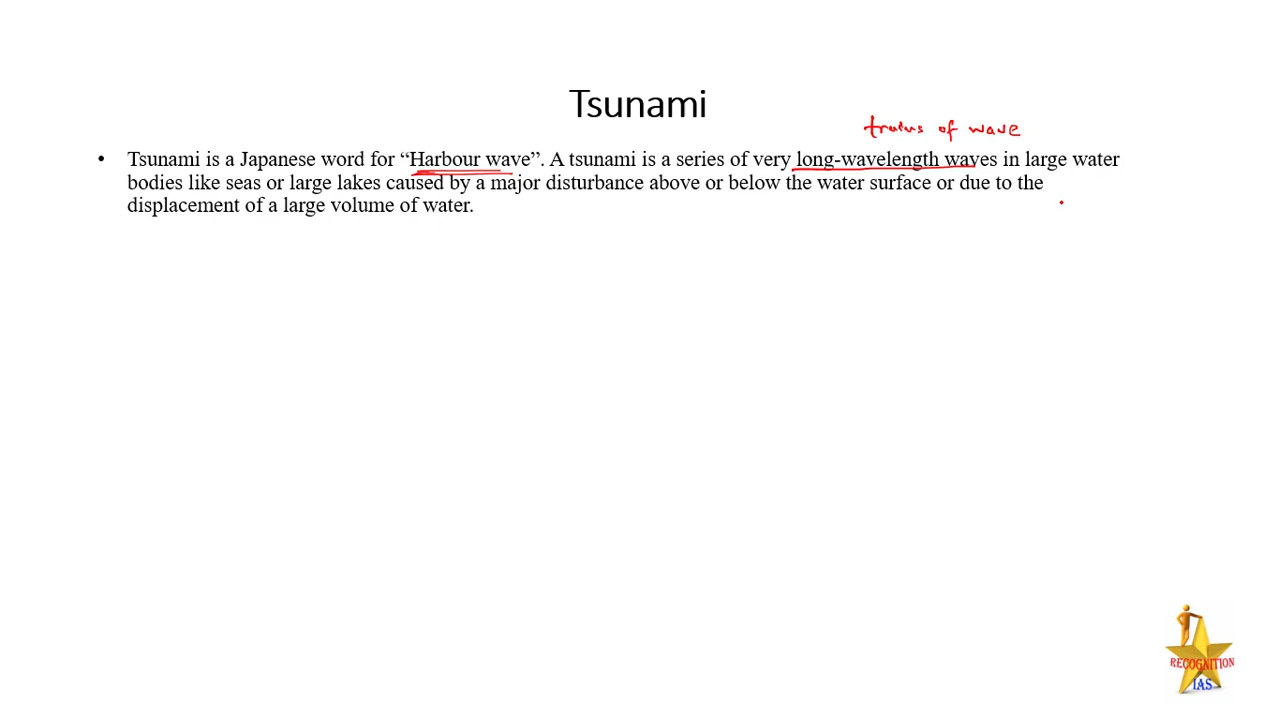 Tsunami
trains of wave
• Tsunami is a Japanese word for “Harbour wave”. A tsunami is a series of very long-wavelength waves in large water
bodies like seas or large lakes caused by a major disturbance above or below the water surface or due to the
displacement of a large volume of water.
RECOGNITION
IAS